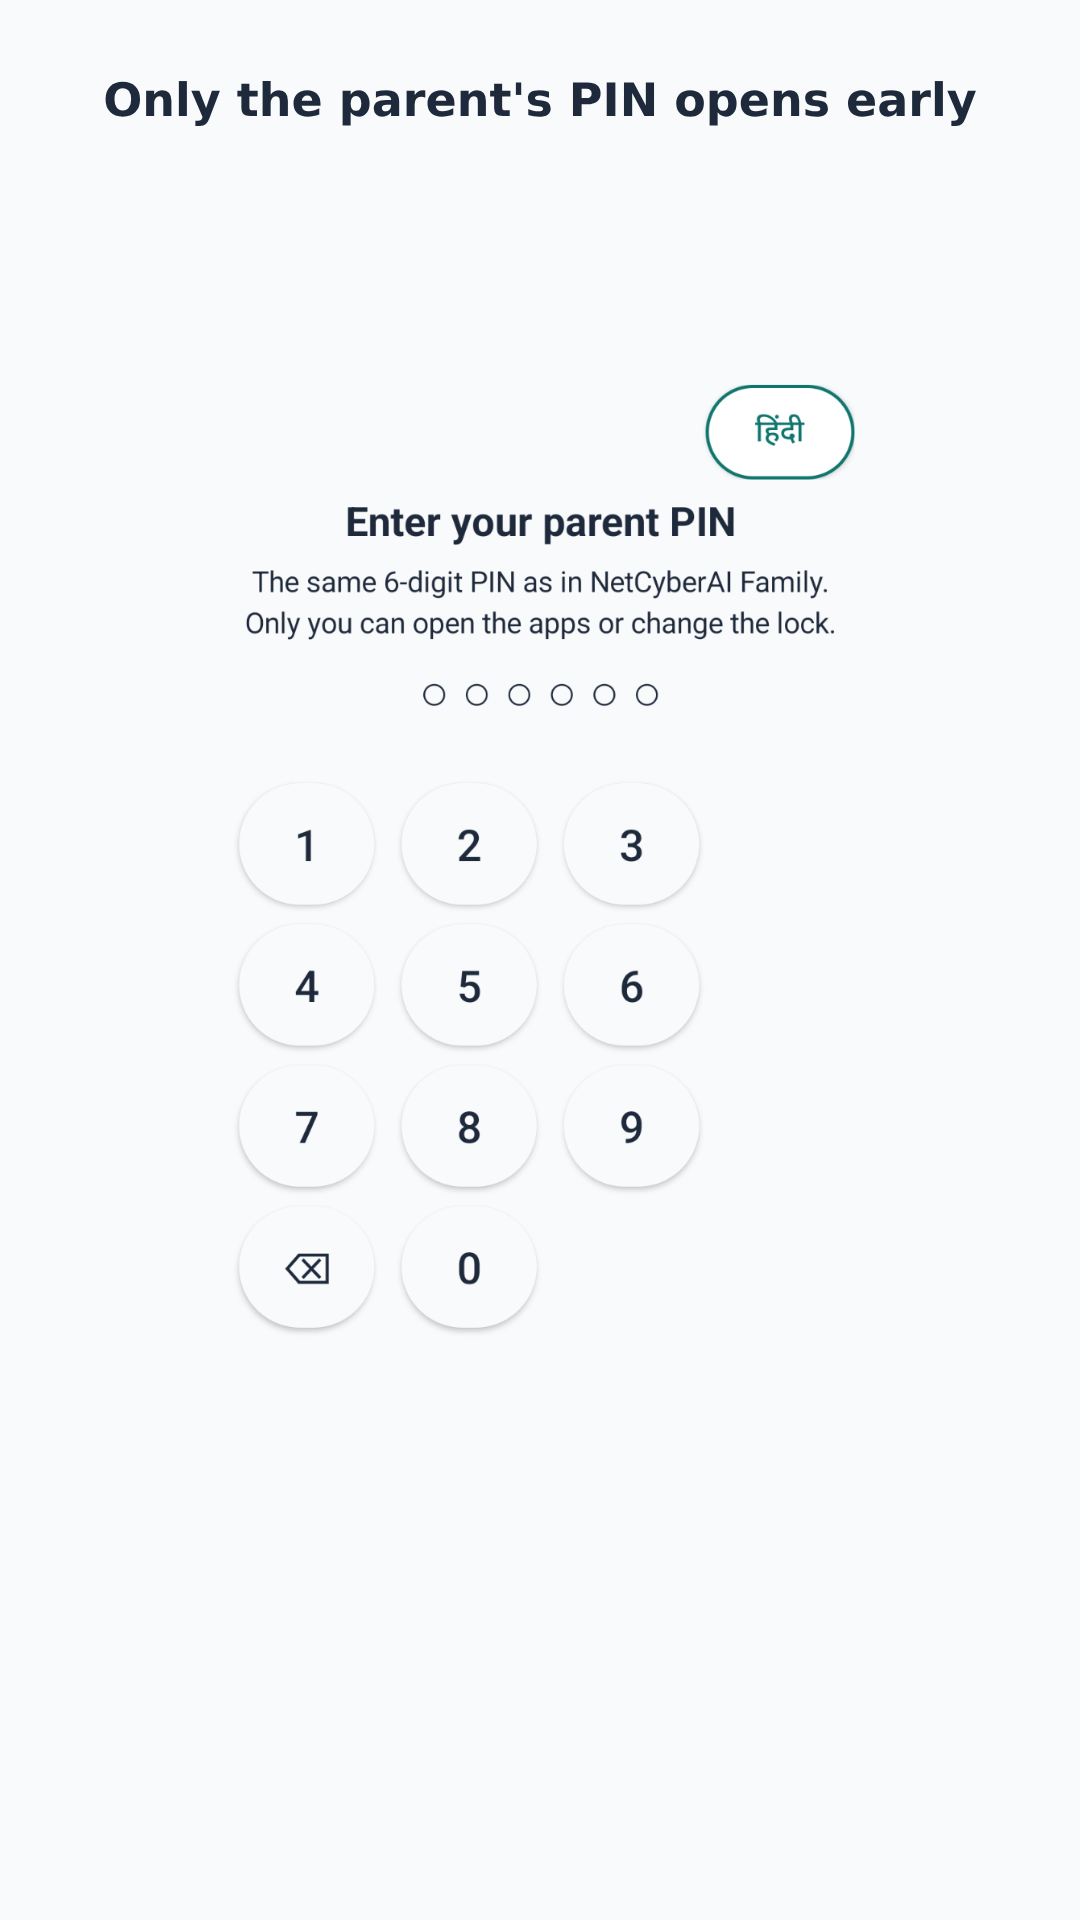 Only the parent's PIN opens early
हिंदी
Enter your parent PIN
The same 6-digit PIN as in NetCyberAI Family.
Only you can open the apps or change the lock.
1 2 3
4 5 6
7 8 9
0